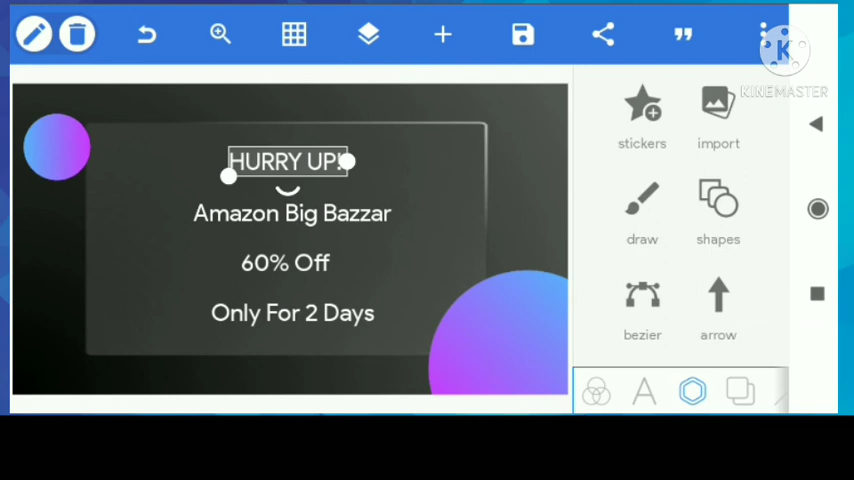 K
KINEMASTER
HURRY UP!
Amazon Big Bazzar
60% Off
Only For 2 Days
stickers
import
draw
shapes
bezier
arrow
A